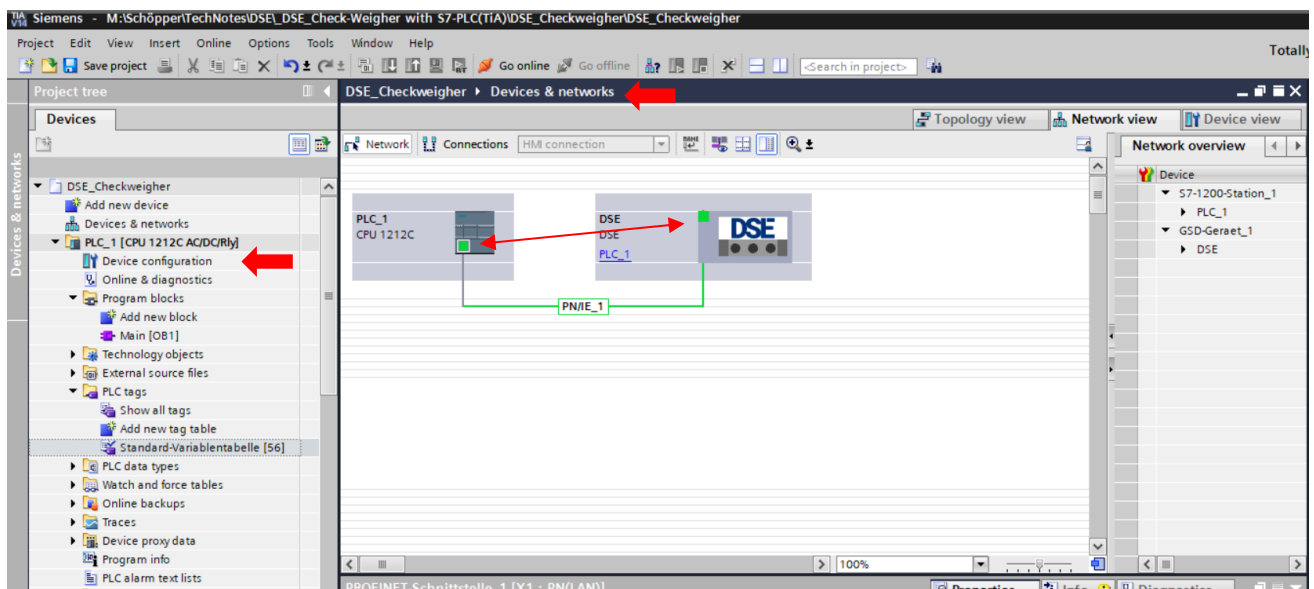 TIA V14 Siemens - M:\Schöpper\TechNotes\DSE\_DSE_Check-Weigher with S7-PLC(TiA)\DSE_Checkweigher\DSE_Checkweigher
Project Edit View Insert Online Options Tools Window Help
Totally
Save project Go online Go offline <Search in project>
Project tree
DSE_Checkweigher Devices & networks
Devices
Topology view Network view Device view
Network Connections HMI connection
Network overview
Devices & networks
DSE_Checkweigher
Add new device
Devices & networks
PLC_1 [CPU 1212C AC/DC/Rly]
Device configuration
Online & diagnostics
Program blocks
Add new block
Main [OB1]
Technology objects
External source files
PLC tags
Show all tags
Add new tag table
Standard-Variablentabelle [56]
PLC data types
Watch and force tables
Online backups
Traces
Device proxy data
Program info
PLC alarm text lists
PLC_1
CPU 1212C
DSE
DSE
PLC_1
DSE
PN/IE_1
Device
S7-1200-Station_1
PLC_1
GSD-Geraet_1
DSE
100%
PROFINET-Schnittstelle_1 [X1 : PN(LAN)]
Properties Info Diagnostics